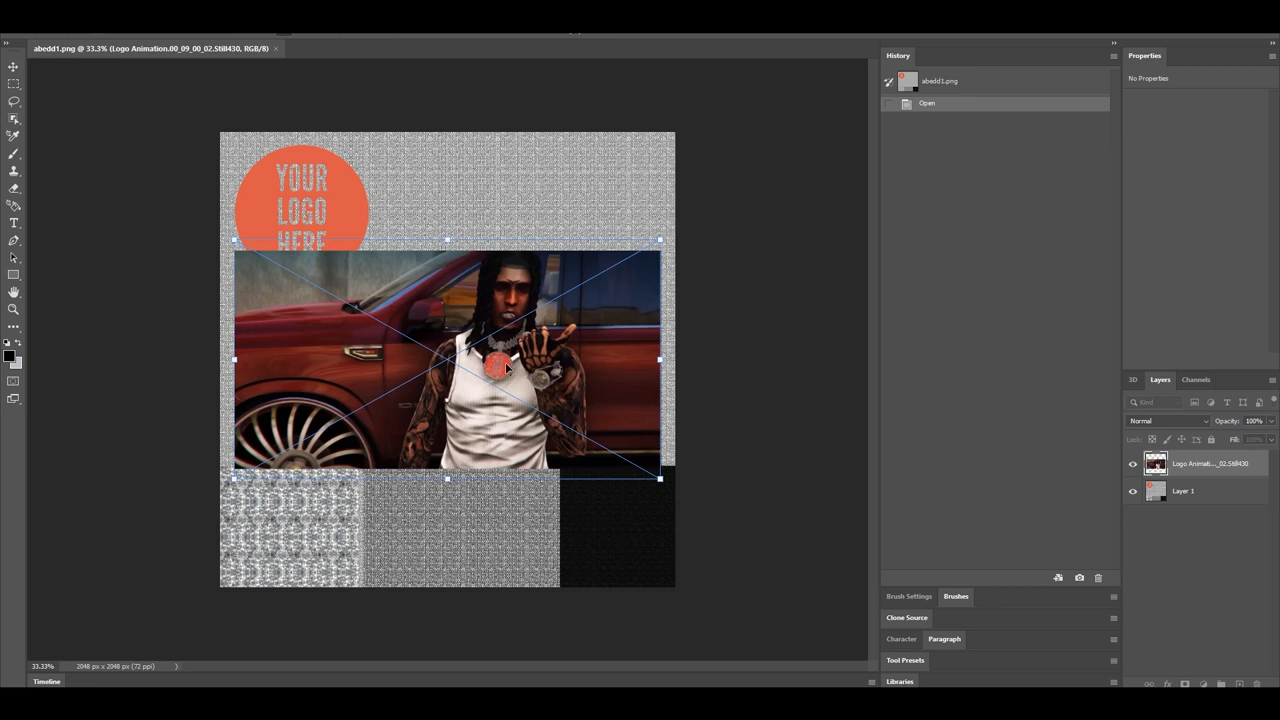 abedd1.png @ 33.3% (Logo Animation.00_09_00_02.Still430, RGB/8)
History
Properties
abedd1.png
No Properties
Open
YOUR
LOGO
HERE
3D
Layers
Channels
Kind
Normal
Opacity: 100%
Lock:
Fill: 100%
Logo Animati..._02.Still430
Layer 1
Brush Settings
Brushes
Clone Source
Character
Paragraph
Tool Presets
33.33%
2048 px x 2048 px (72 ppi)
Timeline
Libraries